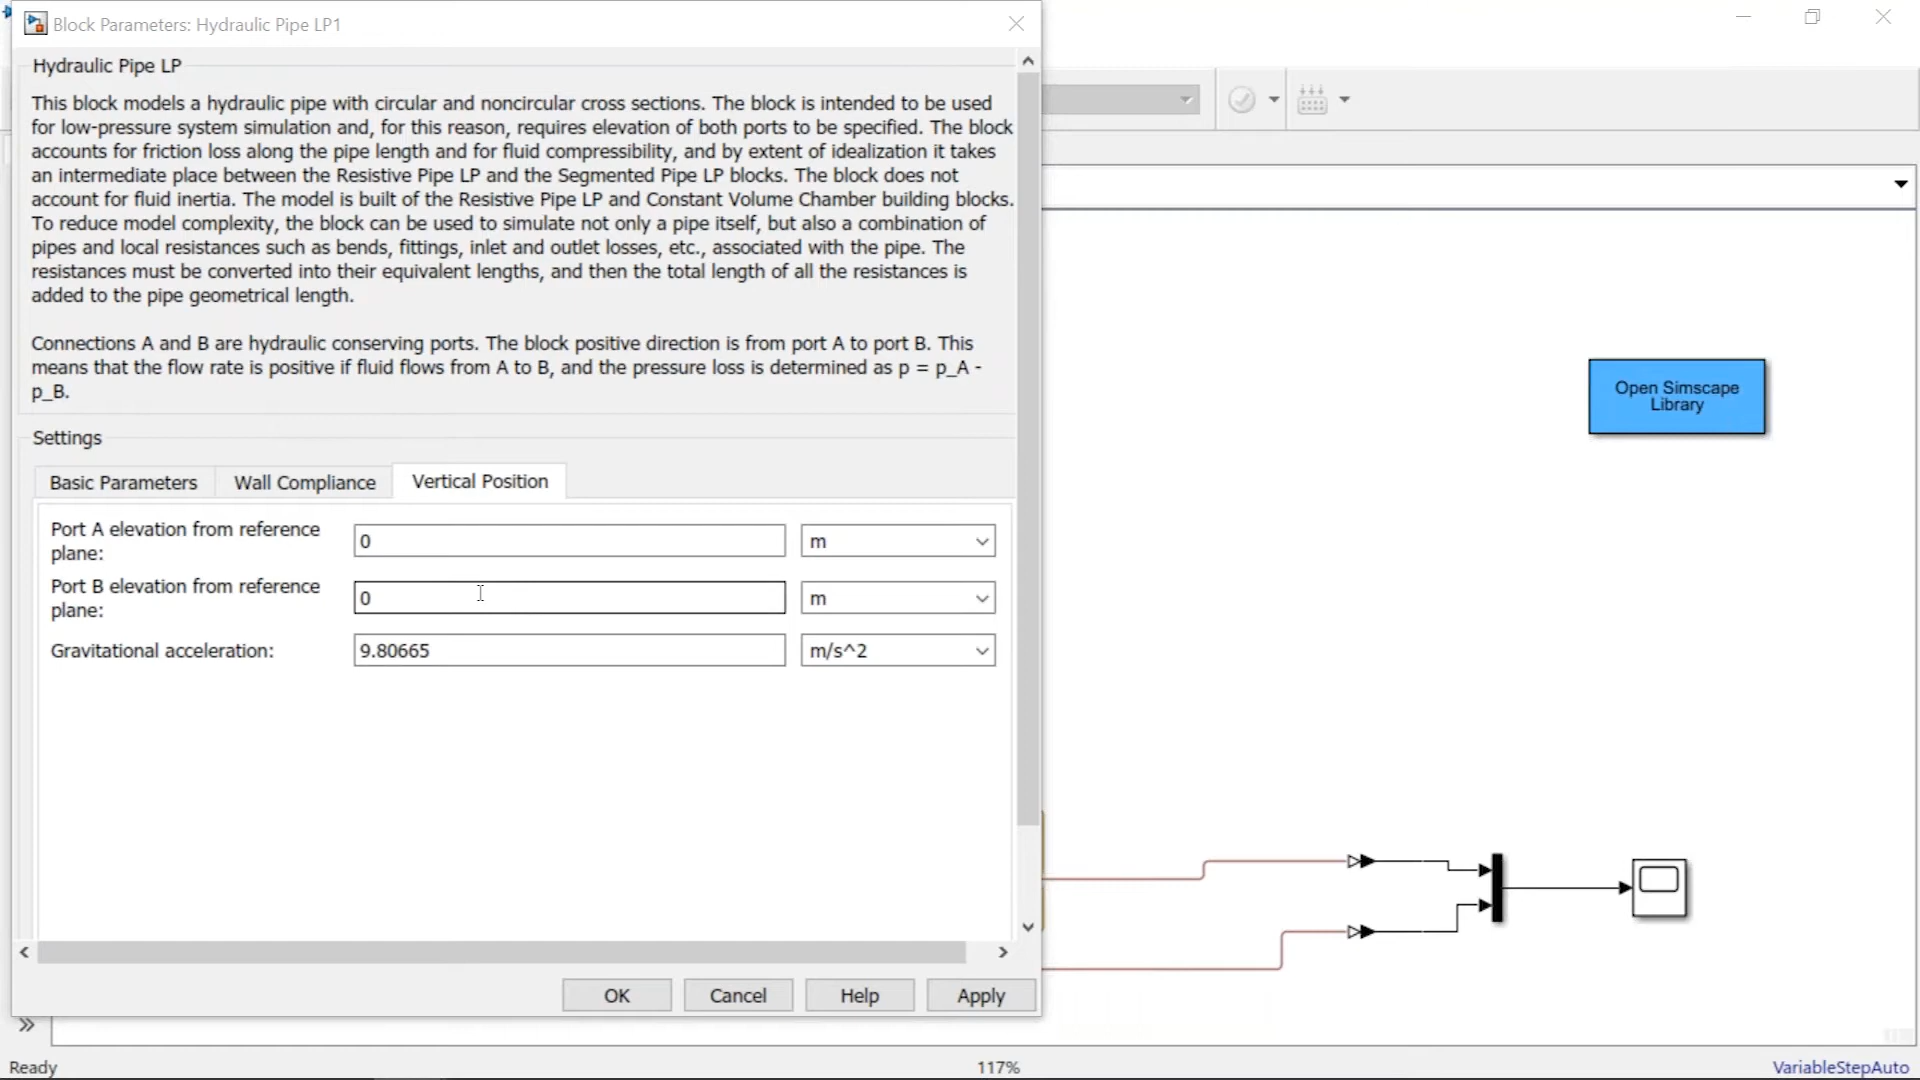 Block Parameters: Hydraulic Pipe LP1
Hydraulic Pipe LP
This block models a hydraulic pipe with circular and noncircular cross sections. The block is intended to be used
for low-pressure system simulation and, for this reason, requires elevation of both ports to be specified. The block
accounts for friction loss along the pipe length and for fluid compressibility, and by extent of idealization it takes
an intermediate place between the Resistive Pipe LP and the Segmented Pipe LP blocks. The block does not
account for fluid inertia. The model is built of the Resistive Pipe LP and Constant Volume Chamber building blocks.
To reduce model complexity, the block can be used to simulate not only a pipe itself, but also a combination of
pipes and local resistances such as bends, fittings, inlet and outlet losses, etc., associated with the pipe. The
resistances must be converted into their equivalent lengths, and then the total length of all the resistances is
added to the pipe geometrical length.
Connections A and B are hydraulic conserving ports. The block positive direction is from port A to port B. This
means that the flow rate is positive if fluid flows from A to B, and the pressure loss is determined as p = p_A -
p_B.
Settings
Basic Parameters Wall Compliance Vertical Position
Port A elevation from reference
plane:
0 m
Port B elevation from reference
plane:
0 m
Gravitational acceleration: 9.80665 m/s^2
OK Cancel Help Apply
Open Simscape
Library
Ready 117% VariableStepAuto